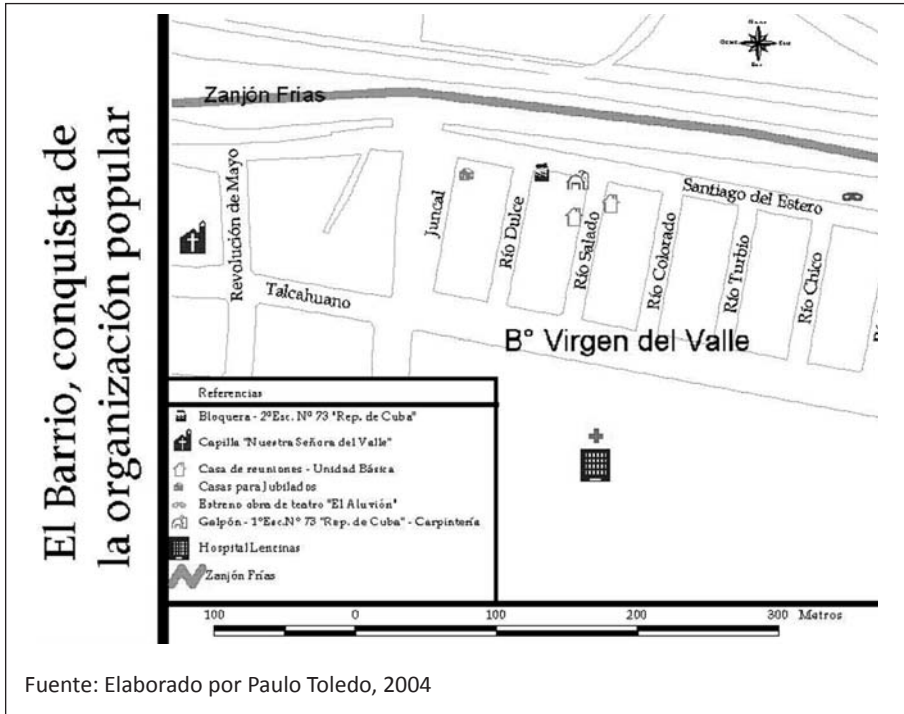 El Barrio, conquista de
la organización popular
Zanjón Frías
Revolución de Mayo
Juncal
Río Dulce
Río Salado
Río Colorado
Río Turbio
Río Chico
Santiago del Estero
Talcahuano
B° Virgen del Valle
Referencias
Bloquera - 2ºEsc. Nº 73 "Rep. de Cuba"
Capilla "Nuestra Señora del Valle"
Casa de reuniones - Unidad Básica
Casas para Jubilados
Estreno obra de teatro "El Aluvión"
Galpón - 1ºEsc.Nº 73 "Rep. de Cuba" - Carpintería
Hospital Lencinas
Zanjón Frías
100 0 100 200 300 Metros
Fuente: Elaborado por Paulo Toledo, 2004